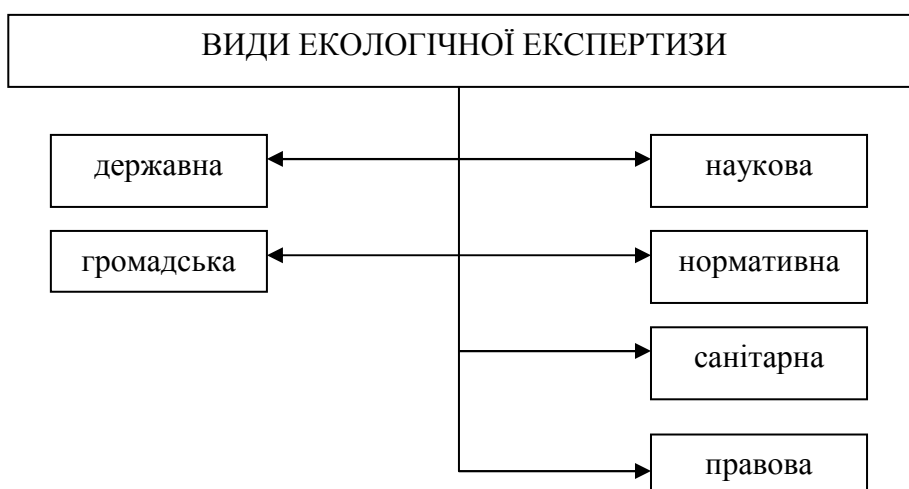 ВИДИ ЕКОЛОГІЧНОЇ ЕКСПЕРТИЗИ
державна
наукова
громадська
нормативна
санітарна
правова